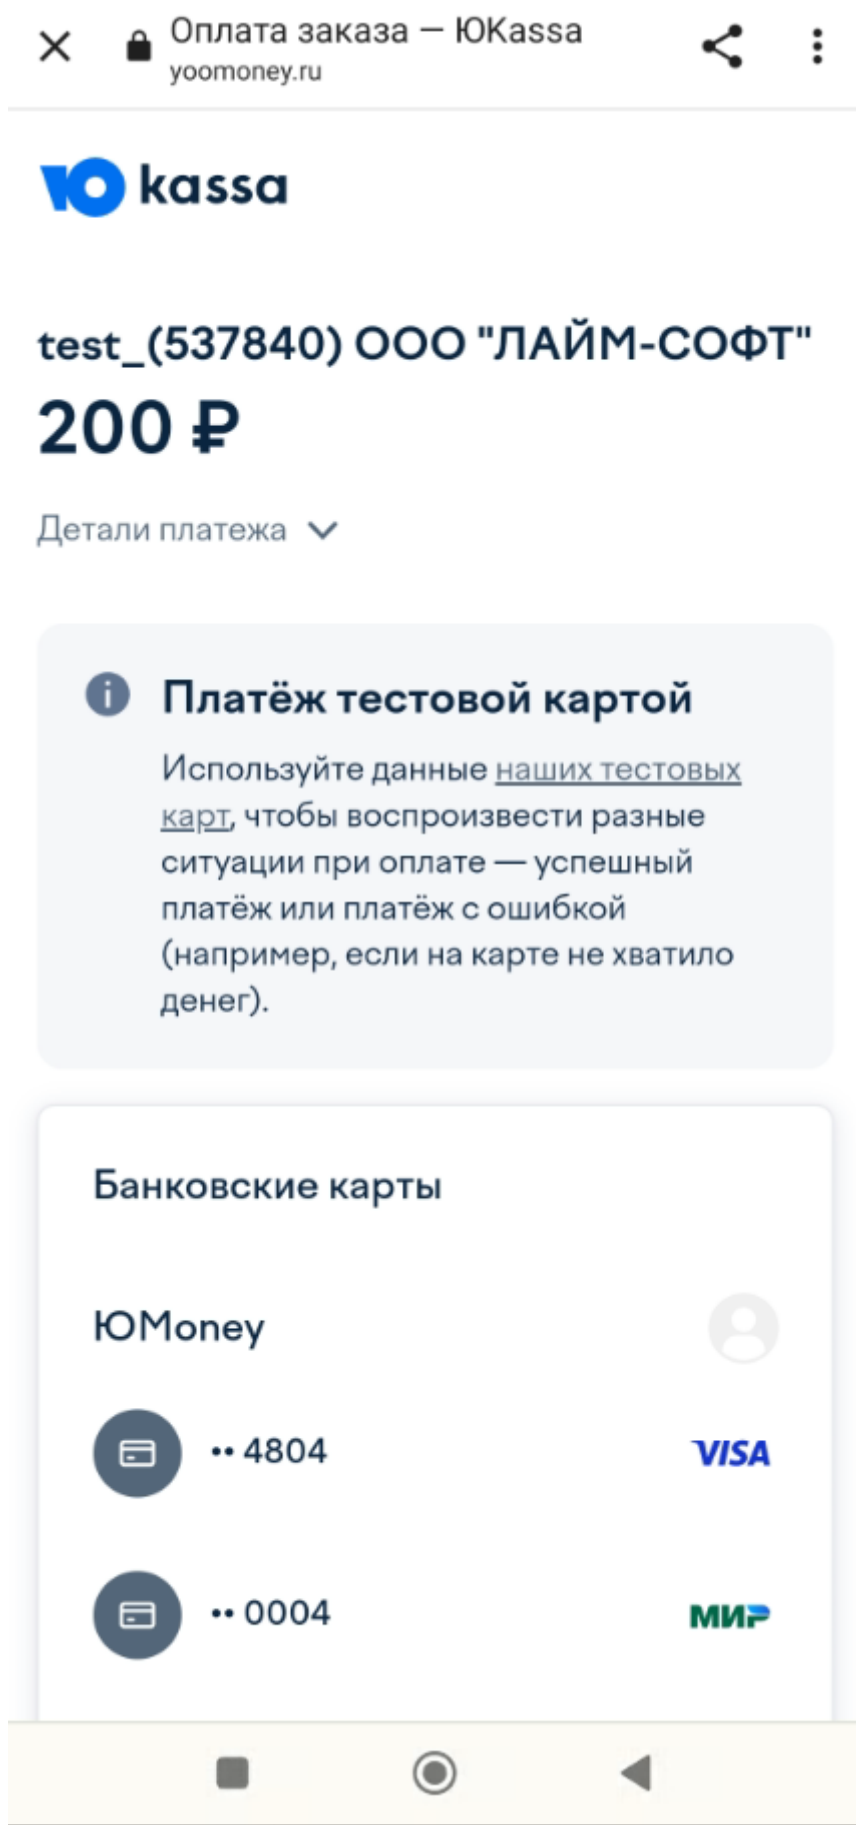 Оплата заказа — ЮKassa
yoomoney.ru
Ю kassa
test_(537840) ООО "ЛАЙМ-СОФТ"
200 ₽
Детали платежа
Платёж тестовой картой
Используйте данные наших тестовых
карт, чтобы воспроизвести разные
ситуации при оплате — успешный
платёж или платёж с ошибкой
(например, если на карте не хватило
денег).
Банковские карты
ЮMoney
•• 4804 VISA
•• 0004 МИР